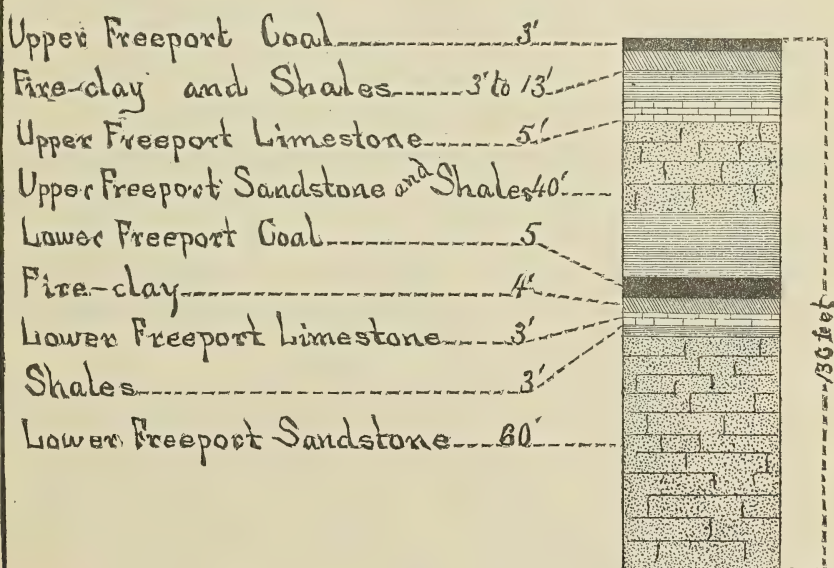 Upper Freeport Coal 3'
Fire-clay and Shales 3' to 13'
Upper Freeport Limestone 5'
Upper Freeport Sandstone and Shales 40'
Lower Freeport Coal 5
Fire-clay 4'
Lower Freeport Limestone 3'
Shales 3'
Lower Freeport Sandstone 60'
136 feet